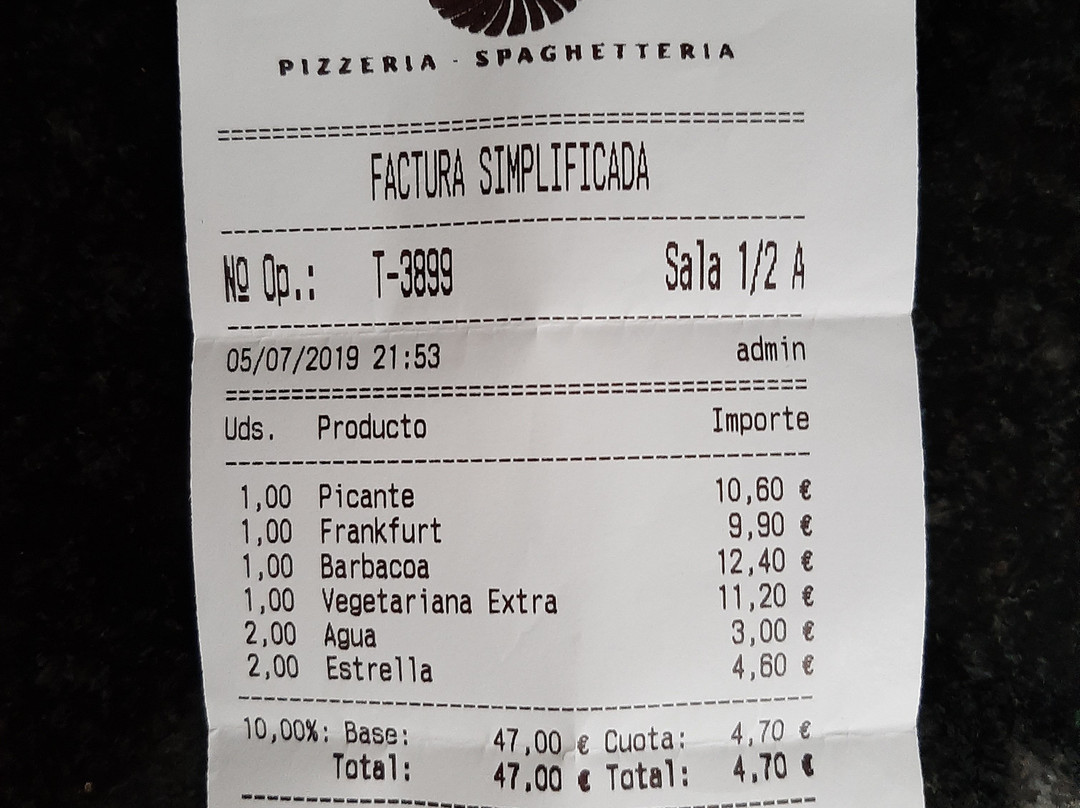 PIZZERIA - SPAGHETTERIA
==================================================
FACTURA SIMPLIFICADA
--------------------------------------------------
Nº Op.: T-3899 Sala 1/2 A
--------------------------------------------------
05/07/2019 21:53 admin
==================================================
Uds. Producto Importe
--------------------------------------------------
1,00 Picante 10,60 €
1,00 Frankfurt 9,90 €
1,00 Barbacoa 12,40 €
1,00 Vegetariana Extra 11,20 €
2,00 Agua 3,00 €
2,00 Estrella 4,60 €
--------------------------------------------------
10,00%: Base: 47,00 € Cuota: 4,70 €
Total: 47,00 € Total: 4,70 €
--------------------------------------------------